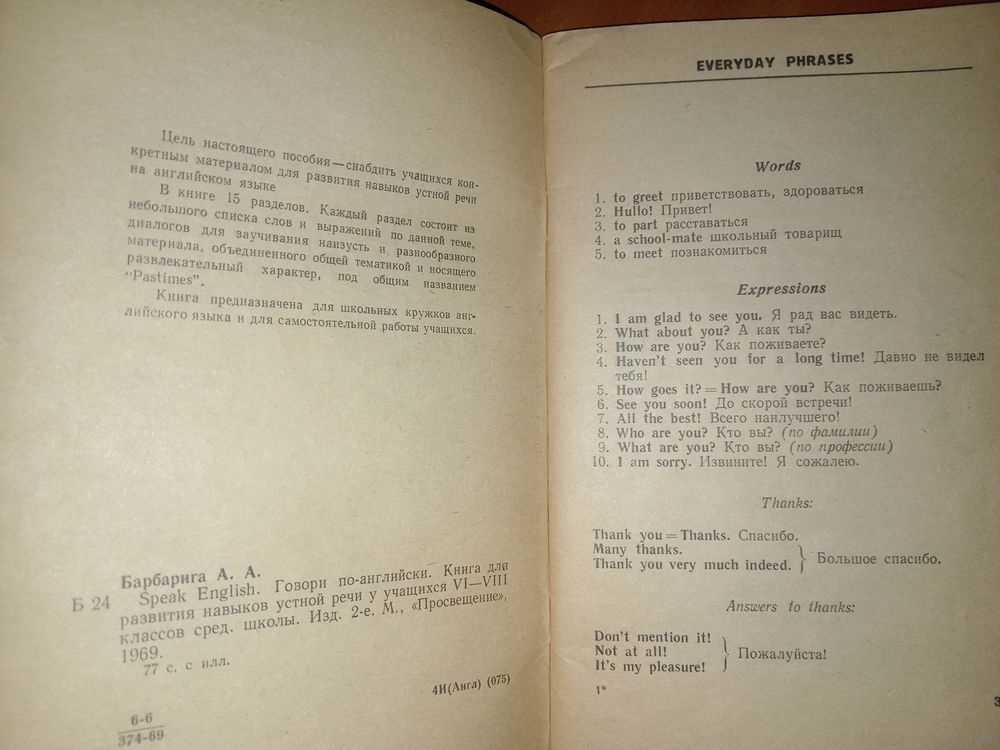 Цель настоящего пособия — снабдить учащихся кон-
кретным материалом для развития навыков устной речи
на английском языке
В книге 15 разделов. Каждый раздел состоит из
небольшого списка слов и выражений по данной теме,
диалогов для заучивания наизусть и разнообразного
материала, объединенного общей тематикой и носящего
развлекательный характер, под общим названием
“Pastimes”.
Книга предназначена для школьных кружков анг-
лийского языка и для самостоятельной работы учащихся.
Барбарига А. А.
Б 24 Speak English. Говори по-английски. Книга для
развития навыков устной речи у учащихся VI—VIII
классов сред. школы. Изд. 2-е. М., «Просвещение»,
1969.
77 с. с илл.
4И(Англ) (075)
6-6
374-69
EVERYDAY PHRASES
Words
1. to greet приветствовать, здороваться
2. Hullo! Привет!
3. to part расставаться
4. a school-mate школьный товарищ
5. to meet познакомиться
Expressions
1. I am glad to see you. Я рад вас видеть.
2. What about you? А как ты?
3. How are you? Как поживаете?
4. Haven't seen you for a long time! Давно не видел
тебя!
5. How goes it? = How are you? Как поживаешь?
6. See you soon! До скорой встречи!
7. All the best! Всего наилучшего!
8. Who are you? Кто вы? (по фамилии)
9. What are you? Кто вы? (по профессии)
10. I am sorry. Извините! Я сожалею.
Thanks:
Thank you = Thanks. Спасибо.
Many thanks.
Thank you very much indeed. } Большое спасибо.
Answers to thanks:
Don't mention it!
Not at all! } Пожалуйста!
It's my pleasure!
1*
3